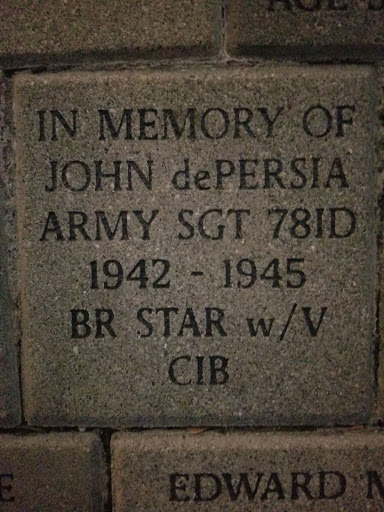 IN MEMORY OF
JOHN dePERSIA
ARMY SGT 78ID
1942 - 1945
BR STAR w/V
CIB
EDWARD